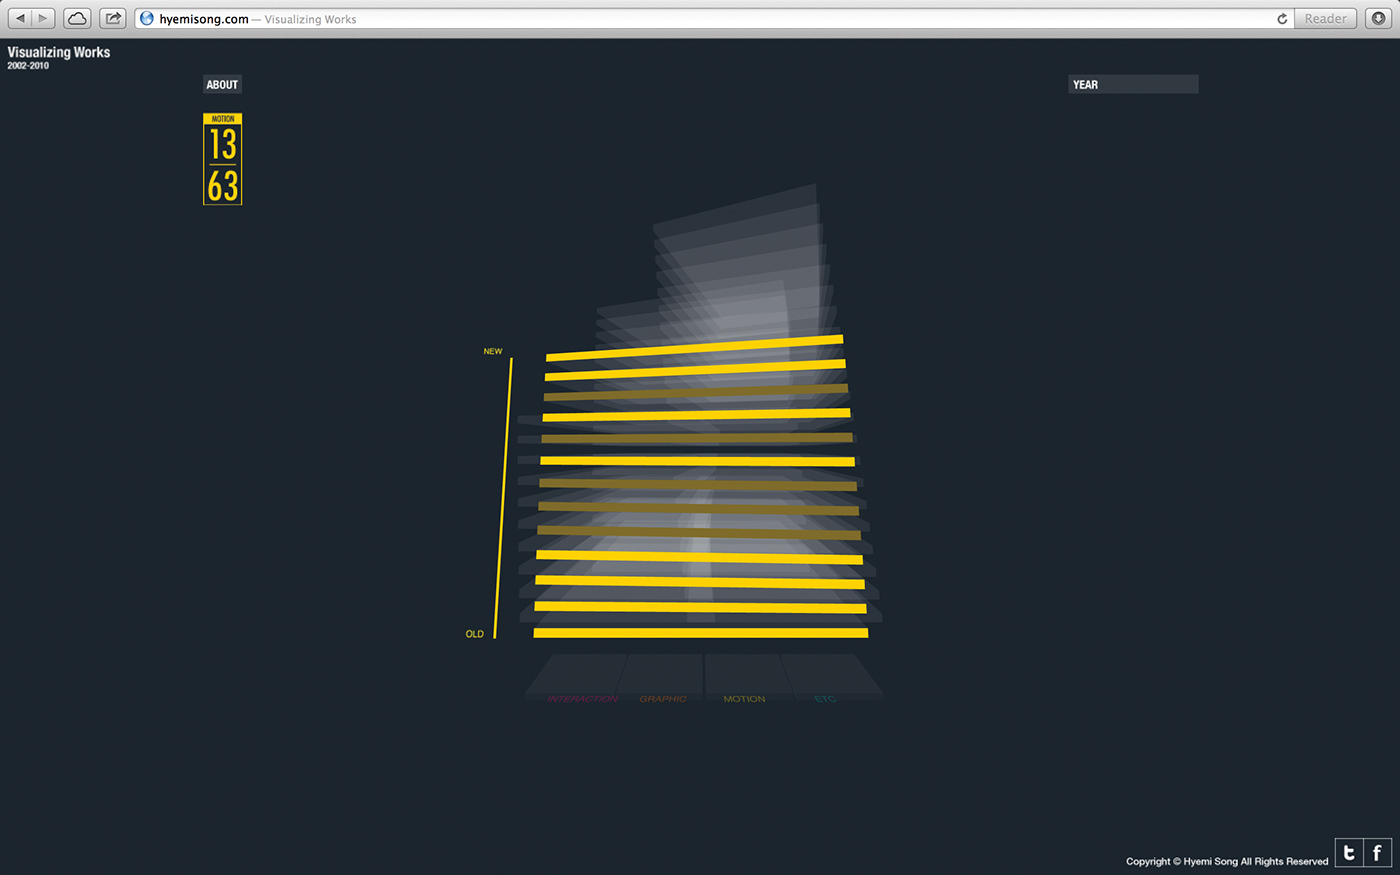 hyemisong.com — Visualizing Works
Reader
Visualizing Works
2002-2010
ABOUT
YEAR
MOTION
13
63
NEW
OLD
INTERACTION
GRAPHIC
MOTION
ETC
Copyright © Hyemi Song All Rights Reserved
t f